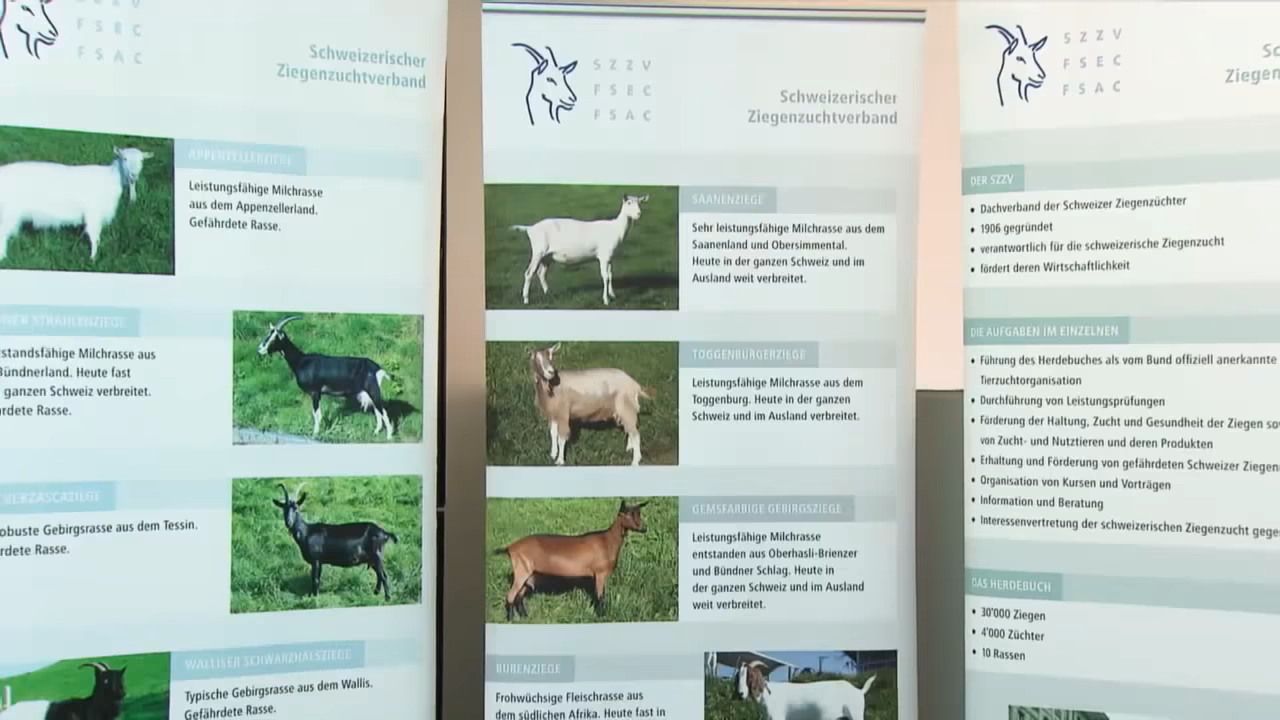 F S E C
F S A C
Schweizerischer
Ziegenzuchtverband
APPENZELLERZIEGE
Leistungsfähige Milchrasse
aus dem Appenzellerland.
Gefährdete Rasse.
STRAHLENZIEGE
standsfähige Milchrasse aus
Bündnerland. Heute fast
ganzen Schweiz verbreitet.
rdete Rasse.
VERZASCAZIEGE
obuste Gebirgsrasse aus dem Tessin.
rdete Rasse.
WALLISER SCHWARZHALSZIEGE
Typische Gebirgsrasse aus dem Wallis.
Gefährdete Rasse.
S Z Z V
F S E C
F S A C
Schweizerischer
Ziegenzuchtverband
SAANENZIEGE
Sehr leistungsfähige Milchrasse aus dem
Saanenland und Obersimmental.
Heute in der ganzen Schweiz und im
Ausland weit verbreitet.
TOGGENBURGERZIEGE
Leistungsfähige Milchrasse aus dem
Toggenburg. Heute in der ganzen
Schweiz und im Ausland verbreitet.
GEMSFARBIGE GEBIRGSZIEGE
Leistungsfähige Milchrasse
entstanden aus Oberhasli-Brienzer
und Bündner Schlag. Heute in
der ganzen Schweiz und im Ausland
weit verbreitet.
BURENZIEGE
Frohwüchsige Fleischrasse aus
dem südlichen Afrika. Heute fast in
S Z Z V
F S E C
F S A C
Sc
Ziegen
DER SZZV
• Dachverband der Schweizer Ziegenzüchter
• 1906 gegründet
• verantwortlich für die schweizerische Ziegenzucht
• fördert deren Wirtschaftlichkeit
DIE AUFGABEN IM EINZELNEN
• Führung des Herdebuches als vom Bund offiziell anerkannte
Tierzuchtorganisation
• Durchführung von Leistungsprüfungen
• Förderung der Haltung, Zucht und Gesundheit der Ziegen so
von Zucht- und Nutztieren und deren Produkten
• Erhaltung und Förderung von gefährdeten Schweizer Ziegen
• Organisation von Kursen und Vorträgen
• Information und Beratung
• Interessenvertretung der schweizerischen Ziegenzucht gege
DAS HERDEBUCH
• 30'000 Ziegen
• 4'000 Züchter
• 10 Rassen